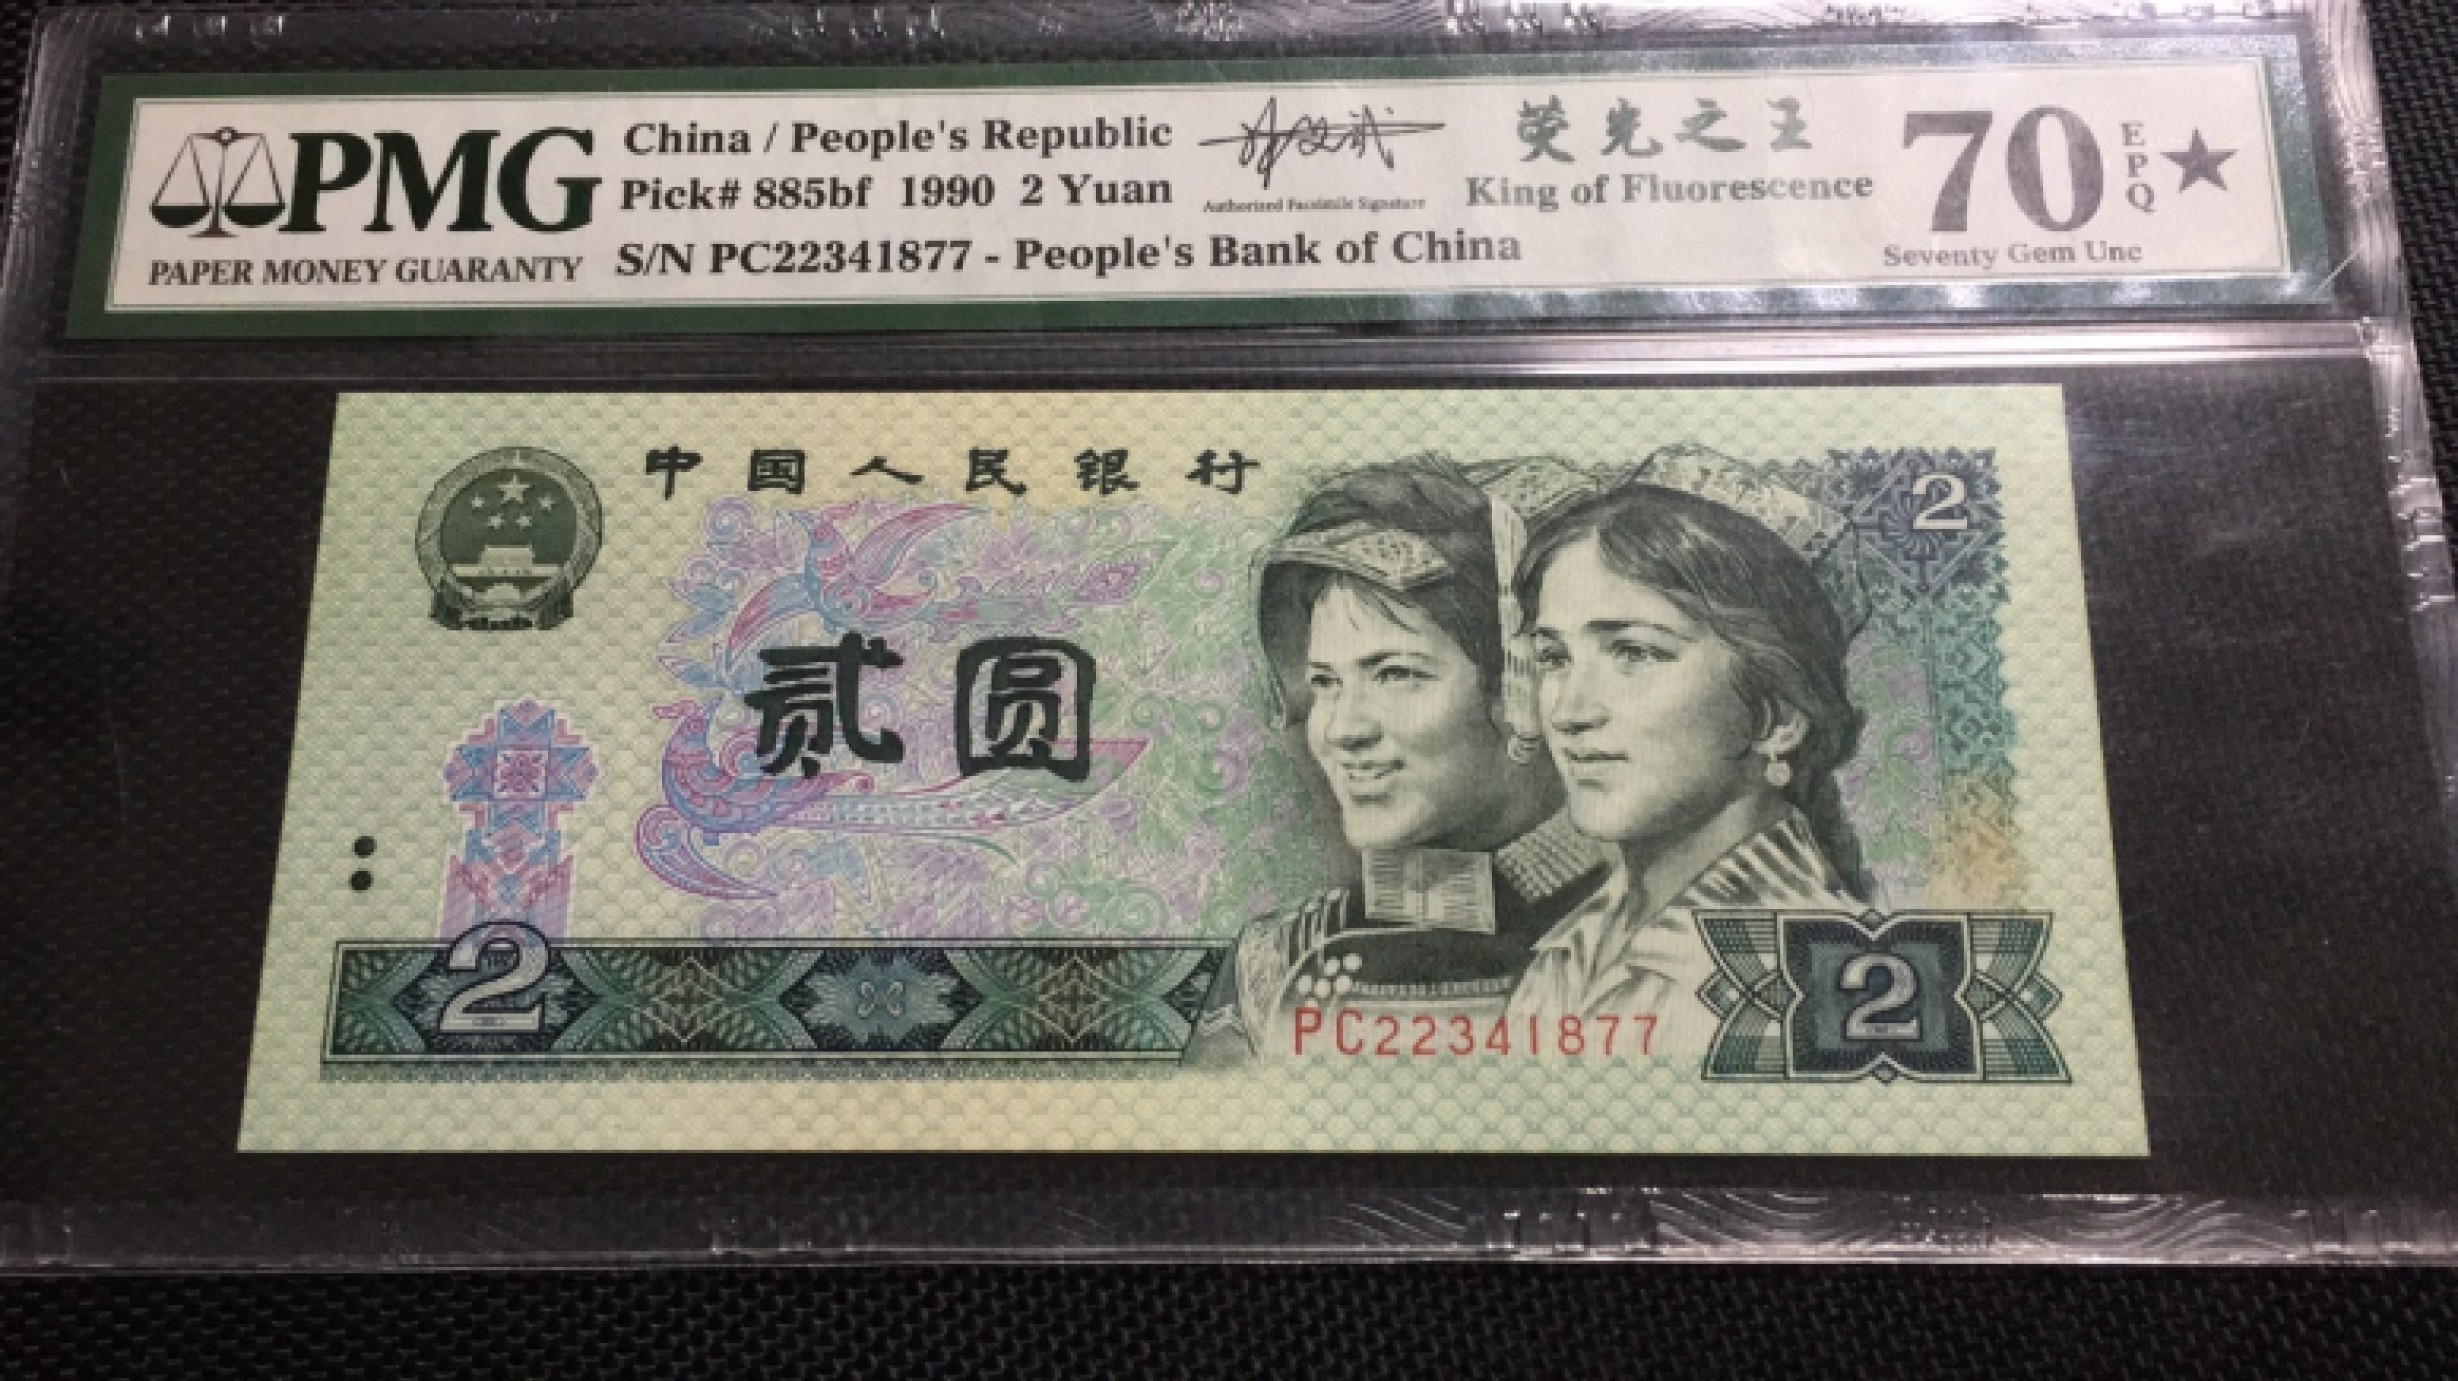 PMG
PAPER MONEY GUARANTY
China / People's Republic
Pick# 885bf 1990 2 Yuan
S/N PC22341877 - People's Bank of China
Authorized Facsimile Signature
荧光之王
King of Fluorescence
70
EPQ
★
Seventy Gem Unc
中国人民银行
2
贰圆
2
PC22341877
2